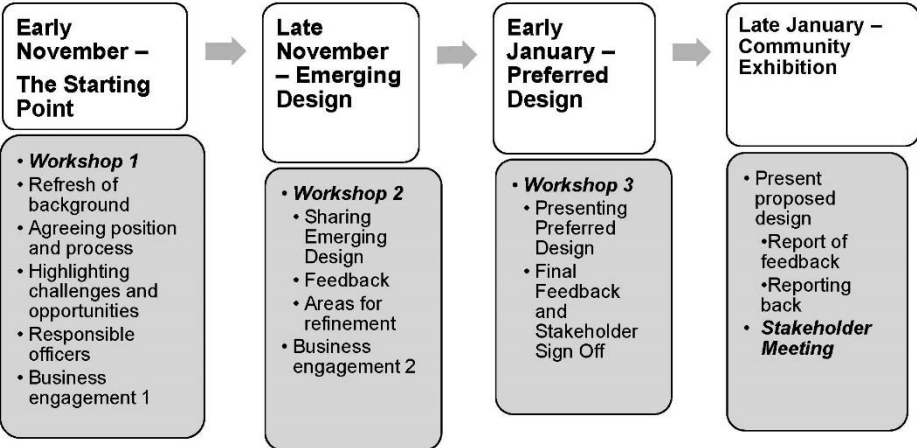 Early
November –
The Starting
Point
• Workshop 1
• Refresh of
background
• Agreeing position
and process
• Highlighting
challenges and
opportunities
• Responsible
officers
• Business
engagement 1
Late
November
– Emerging
Design
• Workshop 2
• Sharing
Emerging
Design
• Feedback
• Areas for
refinement
• Business
engagement 2
Early
January –
Preferred
Design
• Workshop 3
• Presenting
Preferred
Design
• Final
Feedback
and
Stakeholder
Sign Off
Late January –
Community
Exhibition
• Present
proposed
design
•Report of
feedback
•Reporting
back
• Stakeholder
Meeting